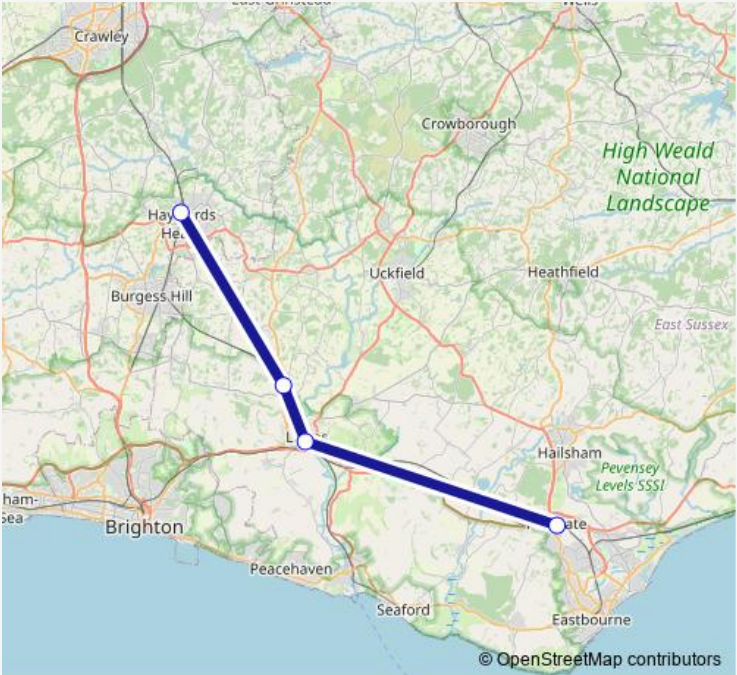 Crawley
Crowborough
High Weald
National
Landscape
Uckfield
Heathfield
Burgess Hill
East Sussex
Hailsham
Pevensey
Levels SSSI
Brighton
Peacehaven
Seaford
Eastbourne
© OpenStreetMap contributors